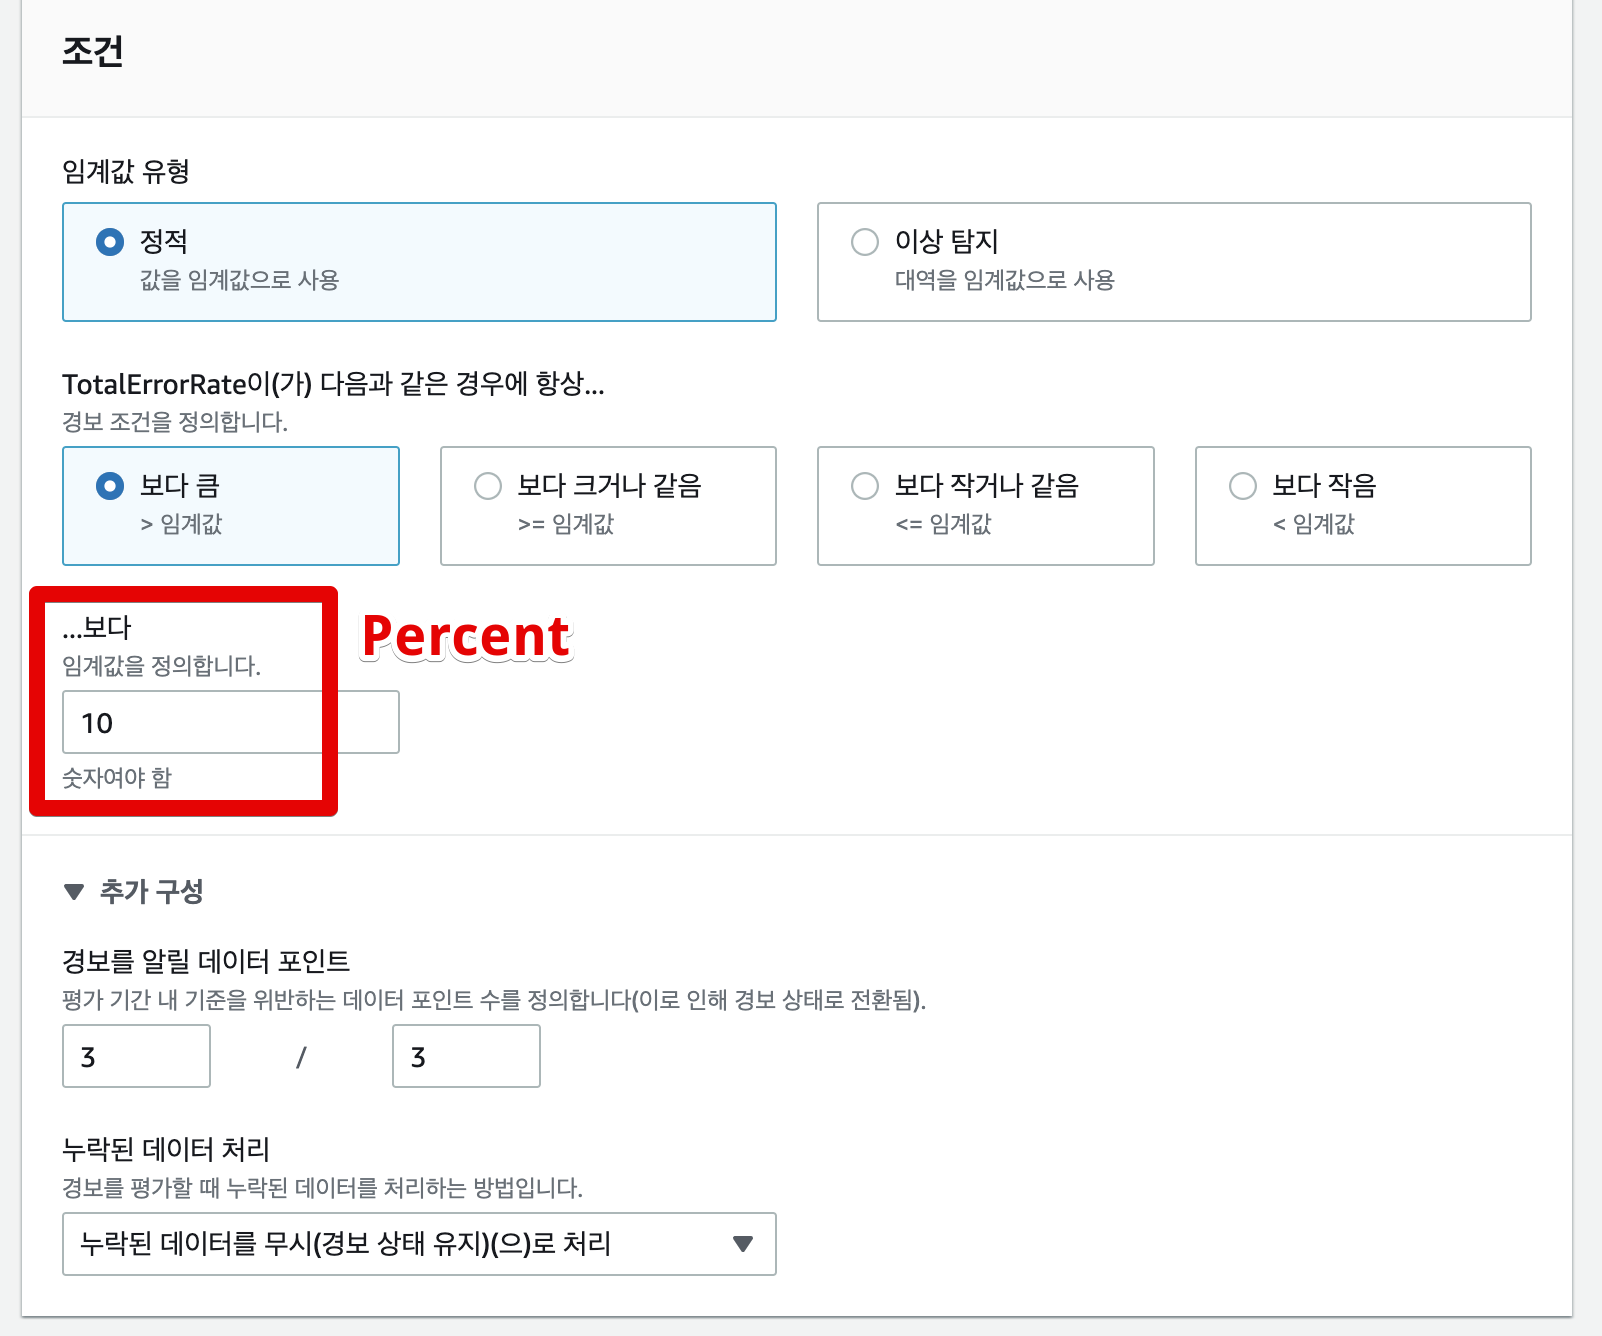 조건
임계값 유형
정적
값을 임계값으로 사용
이상 탐지
대역을 임계값으로 사용
TotalErrorRate이(가) 다음과 같은 경우에 항상...
경보 조건을 정의합니다.
보다 큼
> 임계값
보다 크거나 같음
>= 임계값
보다 작거나 같음
<= 임계값
보다 작음
< 임계값
...보다
Percent
임계값을 정의합니다.
10
숫자여야 함
추가 구성
경보를 알릴 데이터 포인트
평가 기간 내 기준을 위반하는 데이터 포인트 수를 정의합니다(이로 인해 경보 상태로 전환됨).
3 / 3
누락된 데이터 처리
경보를 평가할 때 누락된 데이터를 처리하는 방법입니다.
누락된 데이터를 무시(경보 상태 유지)(으)로 처리